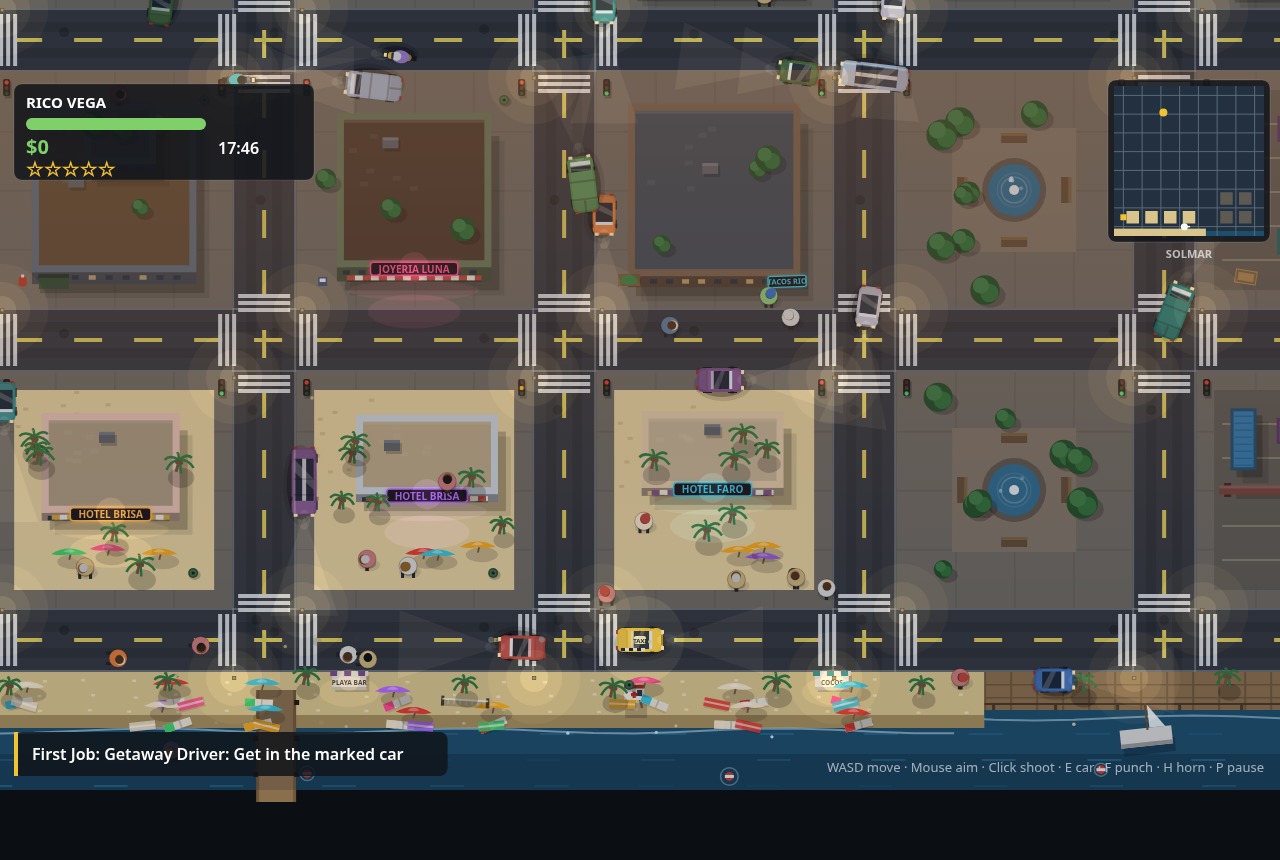 RICO VEGA
$0
17:46
SOLMAR
JOYERIA LUNA
TACOS RIO
HOTEL BRISA
HOTEL BRISA
HOTEL FARO
TAXI
PLAYA BAR
COCOS
First Job: Getaway Driver: Get in the marked car
WASD move · Mouse aim · Click shoot · E car · F punch · H horn · P pause